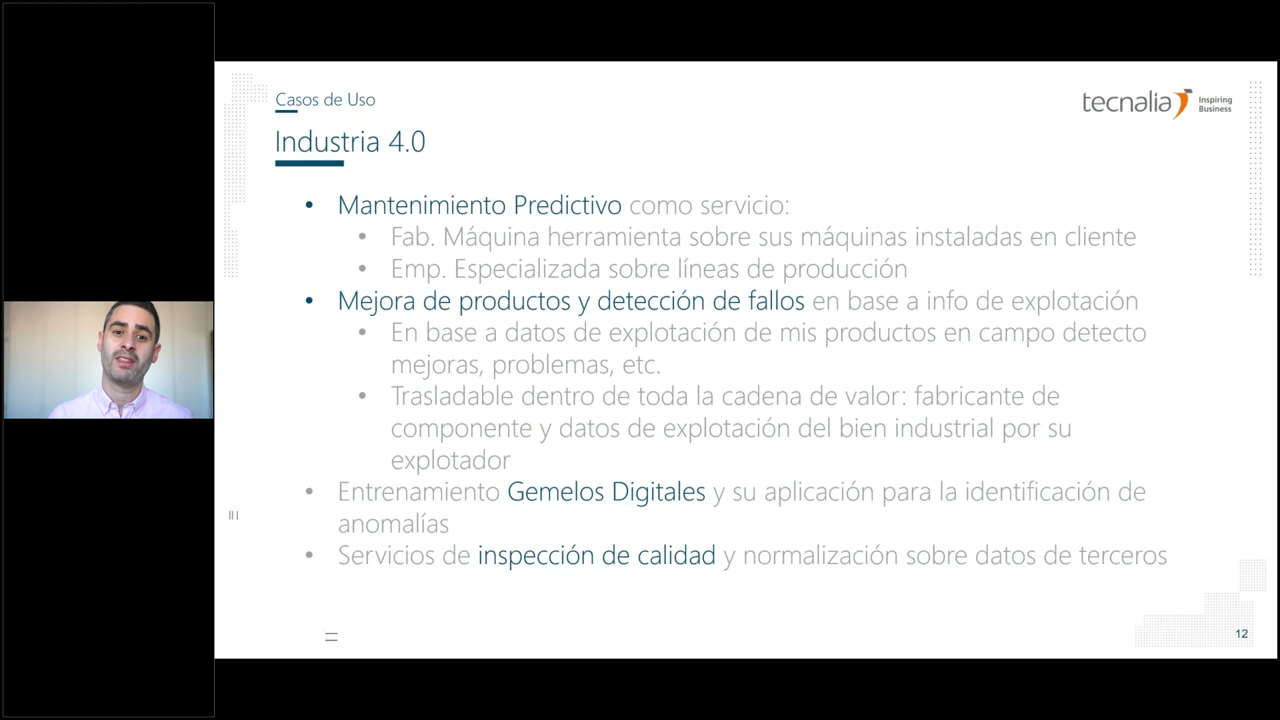 Casos de Uso
tecnalia Inspiring
Business
Industria 4.0
• Mantenimiento Predictivo como servicio:
• Fab. Máquina herramienta sobre sus máquinas instaladas en cliente
• Emp. Especializada sobre líneas de producción
• Mejora de productos y detección de fallos en base a info de explotación
• En base a datos de explotación de mis productos en campo detecto
mejoras, problemas, etc.
• Trasladable dentro de toda la cadena de valor: fabricante de
componente y datos de explotación del bien industrial por su
explotador
• Entrenamiento Gemelos Digitales y su aplicación para la identificación de
anomalías
• Servicios de inspección de calidad y normalización sobre datos de terceros
12